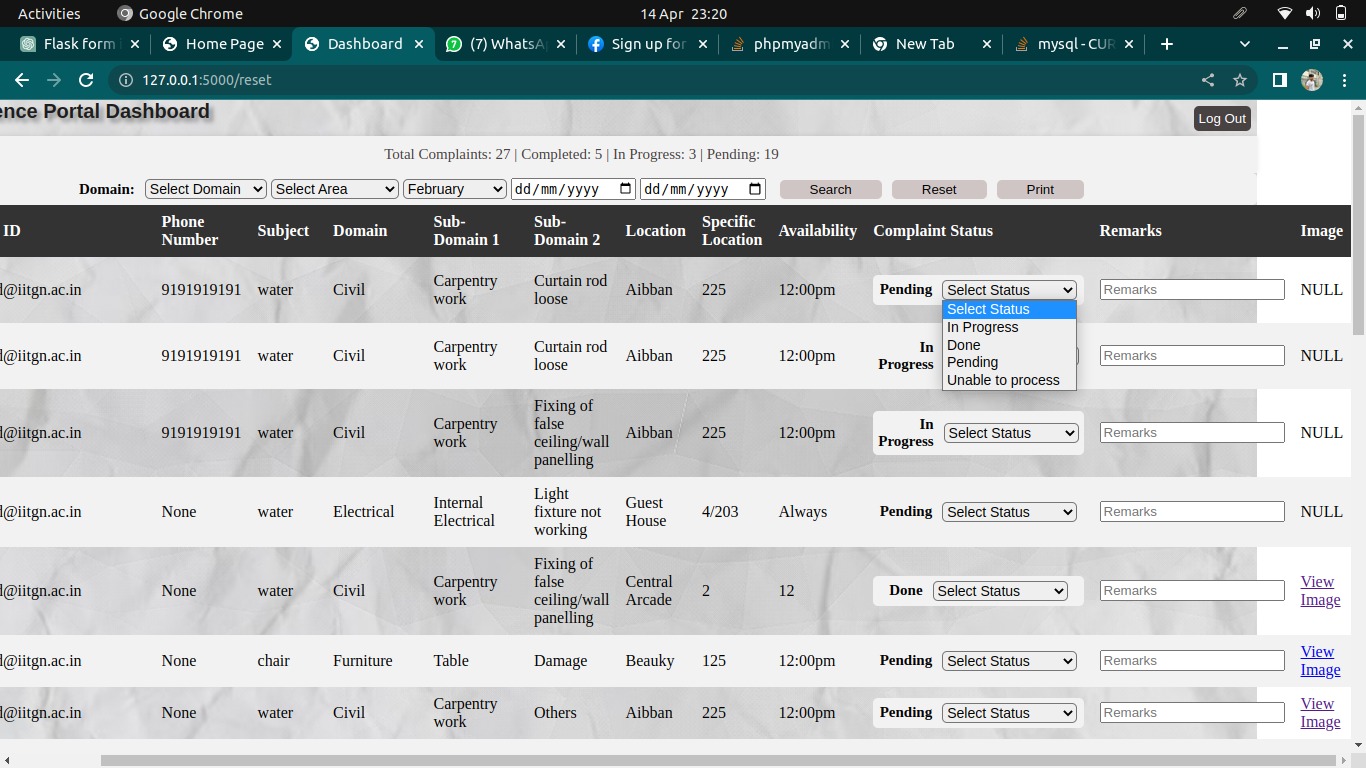 Activities
Google Chrome
14 Apr 23:20
Flask form i
Home Page
Dashboard
(7) WhatsA
Sign up for
phpmyadm
New Tab
mysql - CUR
127.0.0.1:5000/reset
ence Portal Dashboard
Log Out
Total Complaints: 27 | Completed: 5 | In Progress: 3 | Pending: 19
Domain: Select Domain Select Area February dd/mm/yyyy dd/mm/yyyy Search Reset Print
ID Phone Number Subject Domain Sub-Domain 1 Sub-Domain 2 Location Specific Location Availability Complaint Status Remarks Image
d@iitgn.ac.in 9191919191 water Civil Carpentry work Curtain rod loose Aibban 225 12:00pm Pending Select Status Remarks NULL
Select Status
In Progress
Done
Pending
Unable to process
d@iitgn.ac.in 9191919191 water Civil Carpentry work Curtain rod loose Aibban 225 12:00pm In Progress Remarks NULL
d@iitgn.ac.in 9191919191 water Civil Carpentry work Fixing of false ceiling/wall panelling Aibban 225 12:00pm In Progress Select Status Remarks NULL
d@iitgn.ac.in None water Electrical Internal Electrical Light fixture not working Guest House 4/203 Always Pending Select Status Remarks NULL
d@iitgn.ac.in None water Civil Carpentry work Fixing of false ceiling/wall panelling Central Arcade 2 12 Done Select Status Remarks View Image
d@iitgn.ac.in None chair Furniture Table Damage Beauky 125 12:00pm Pending Select Status Remarks View Image
d@iitgn.ac.in None water Civil Carpentry work Others Aibban 225 12:00pm Pending Select Status Remarks View Image